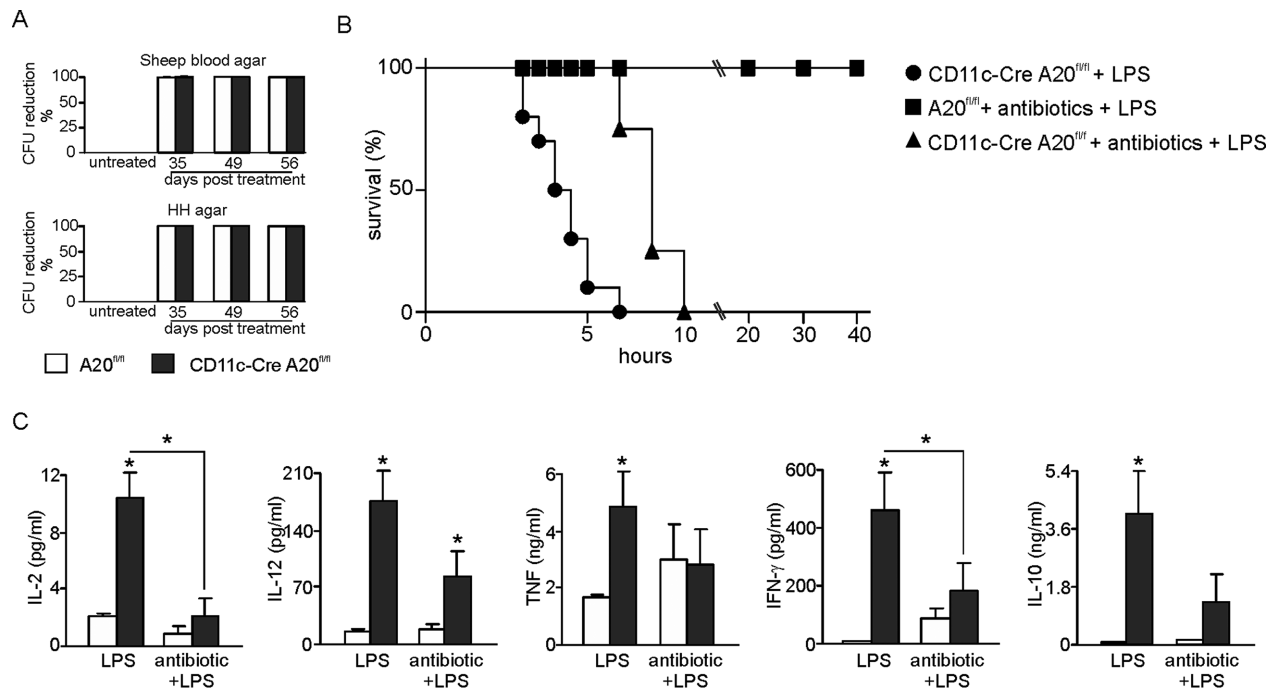 A
Sheep blood agar
CFU reduction
%
100
50
25
0
untreated 35 49 56
days post treatment
HH agar
CFU reduction
%
100
50
25
0
untreated 35 49 56
days post treatment
A20fl/fl CD11c-Cre A20fl/fl
B
survival (%)
100
50
0
0 5 10 20 30 40
hours
CD11c-Cre A20fl/fl + LPS
A20fl/fl + antibiotics + LPS
CD11c-Cre A20fl/f + antibiotics + LPS
C
IL-2 (pg/ml)
12
8
4
0
*
*
LPS antibiotic
+LPS
IL-12 (pg/ml)
210
140
70
0
*
*
LPS antibiotic
+LPS
TNF (ng/ml)
6
4
2
0
*
LPS antibiotic
+LPS
IFN-γ (pg/ml)
600
400
200
0
*
*
LPS antibiotic
+LPS
IL-10 (ng/ml)
5.4
3.6
1.8
0
*
LPS antibiotic
+LPS